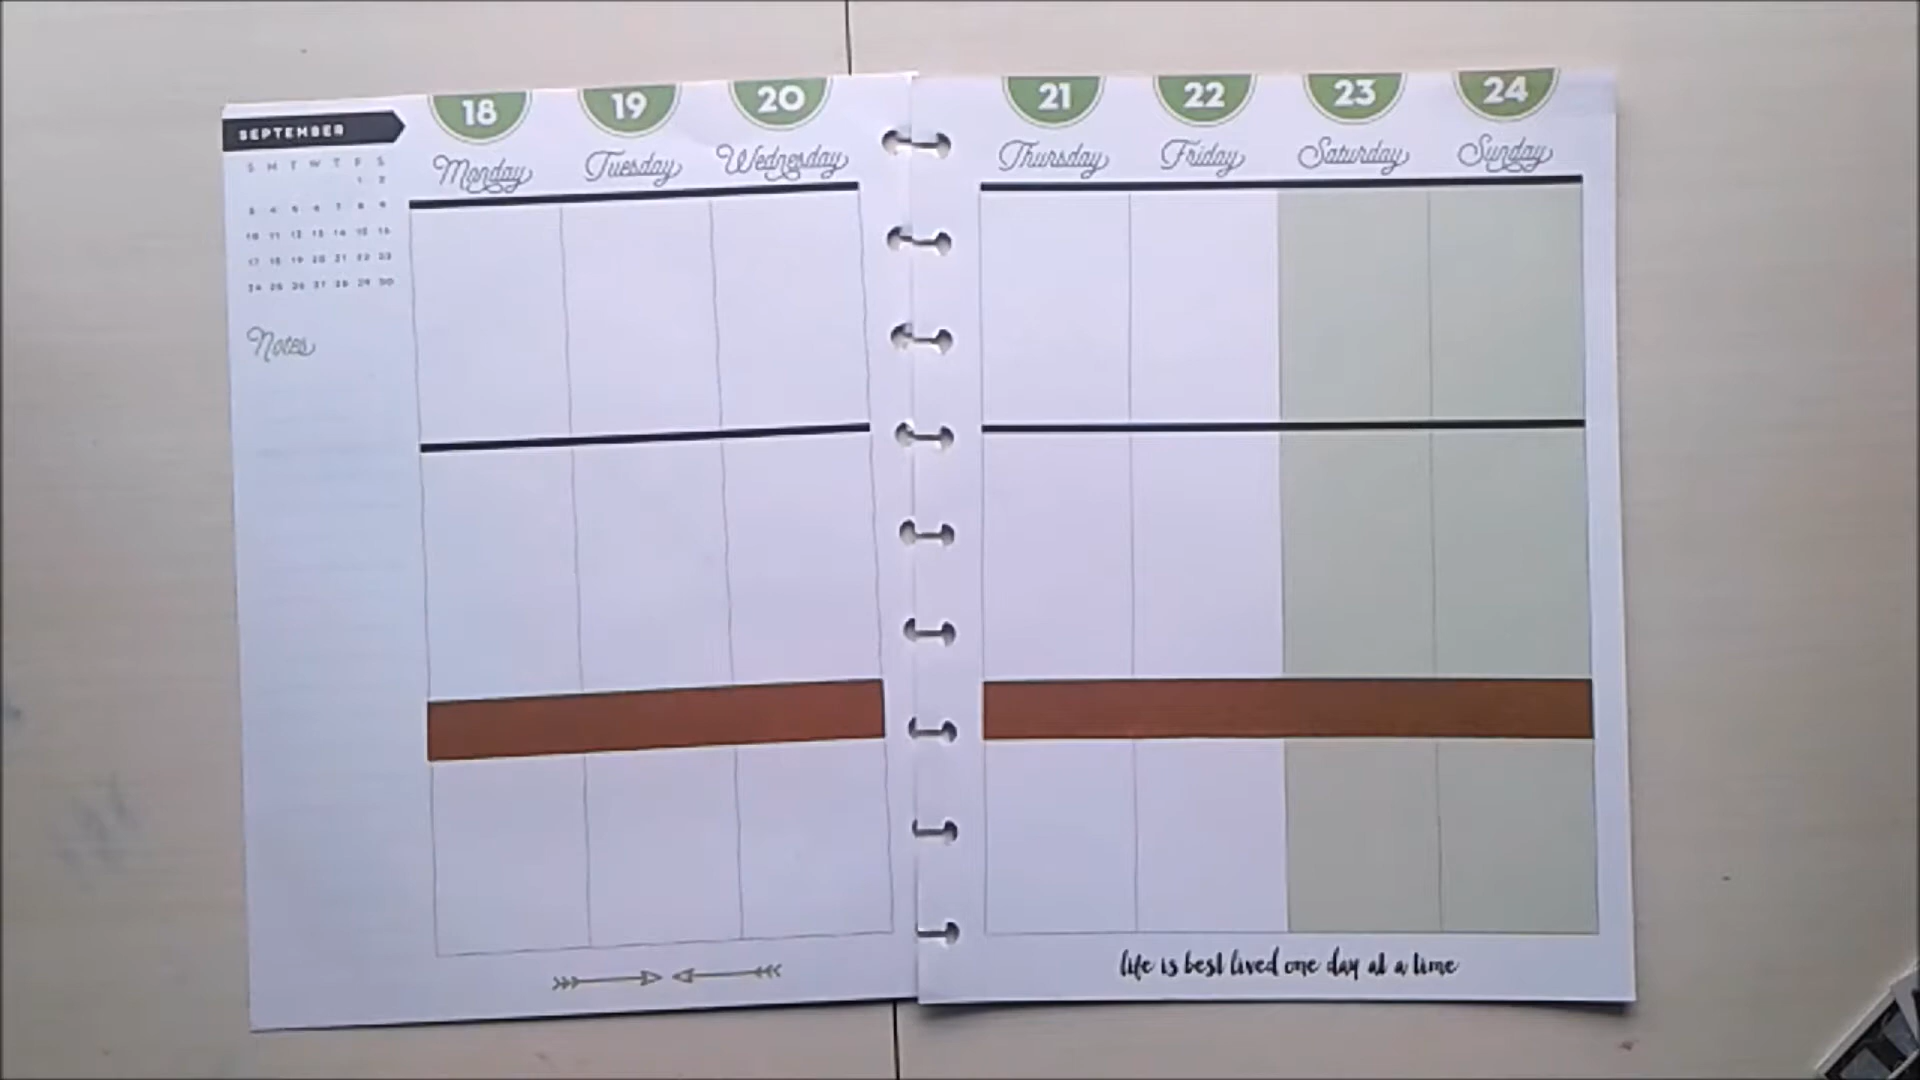 SEPTEMBER
S M T W T F S
1 2
3 4 5 6 7 8 9
10 11 12 13 14 15 16
17 18 19 20 21 22 23
24 25 26 27 28 29 30
Notes
18 19 20
Monday Tuesday Wednesday
21 22 23 24
Thursday Friday Saturday Sunday
life is best lived one day at a time